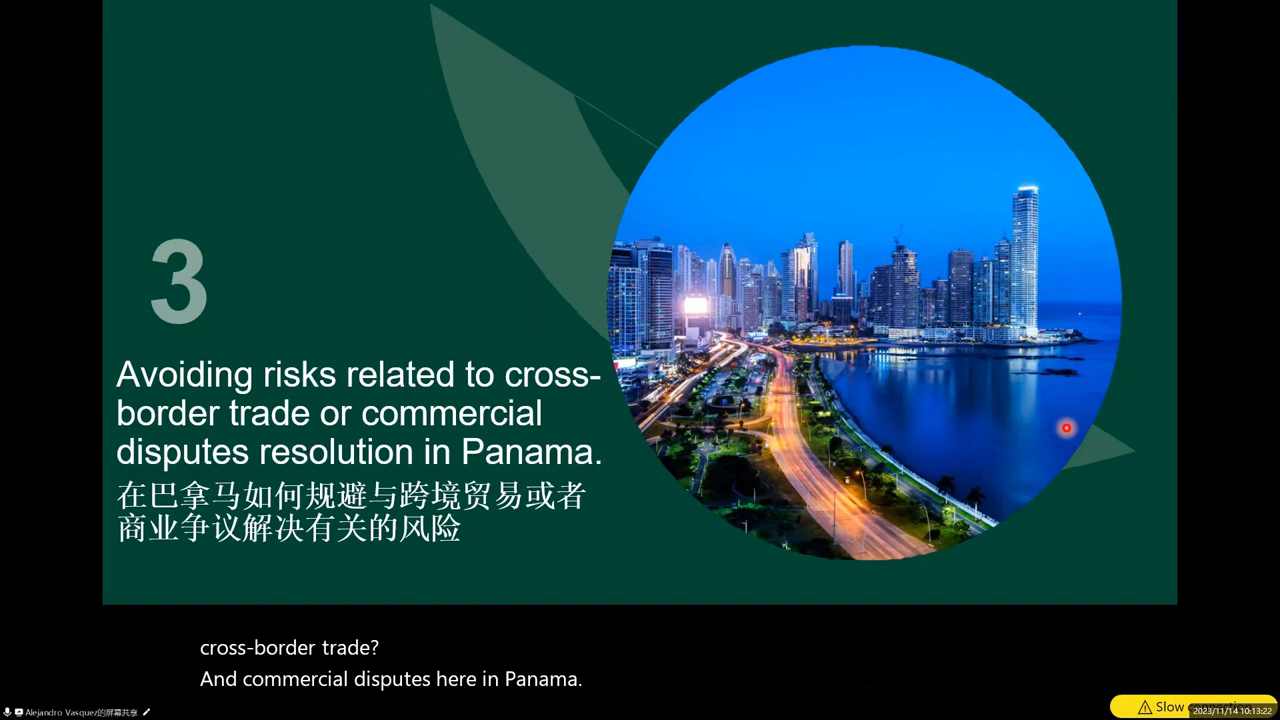 3
Avoiding risks related to cross-
border trade or commercial
disputes resolution in Panama.
在巴拿马如何规避与跨境贸易或者
商业争议解决有关的风险
cross-border trade?
And commercial disputes here in Panama.
Alejandro Vasquez的屏幕共享
Slow
2023/11/14 10:13:22